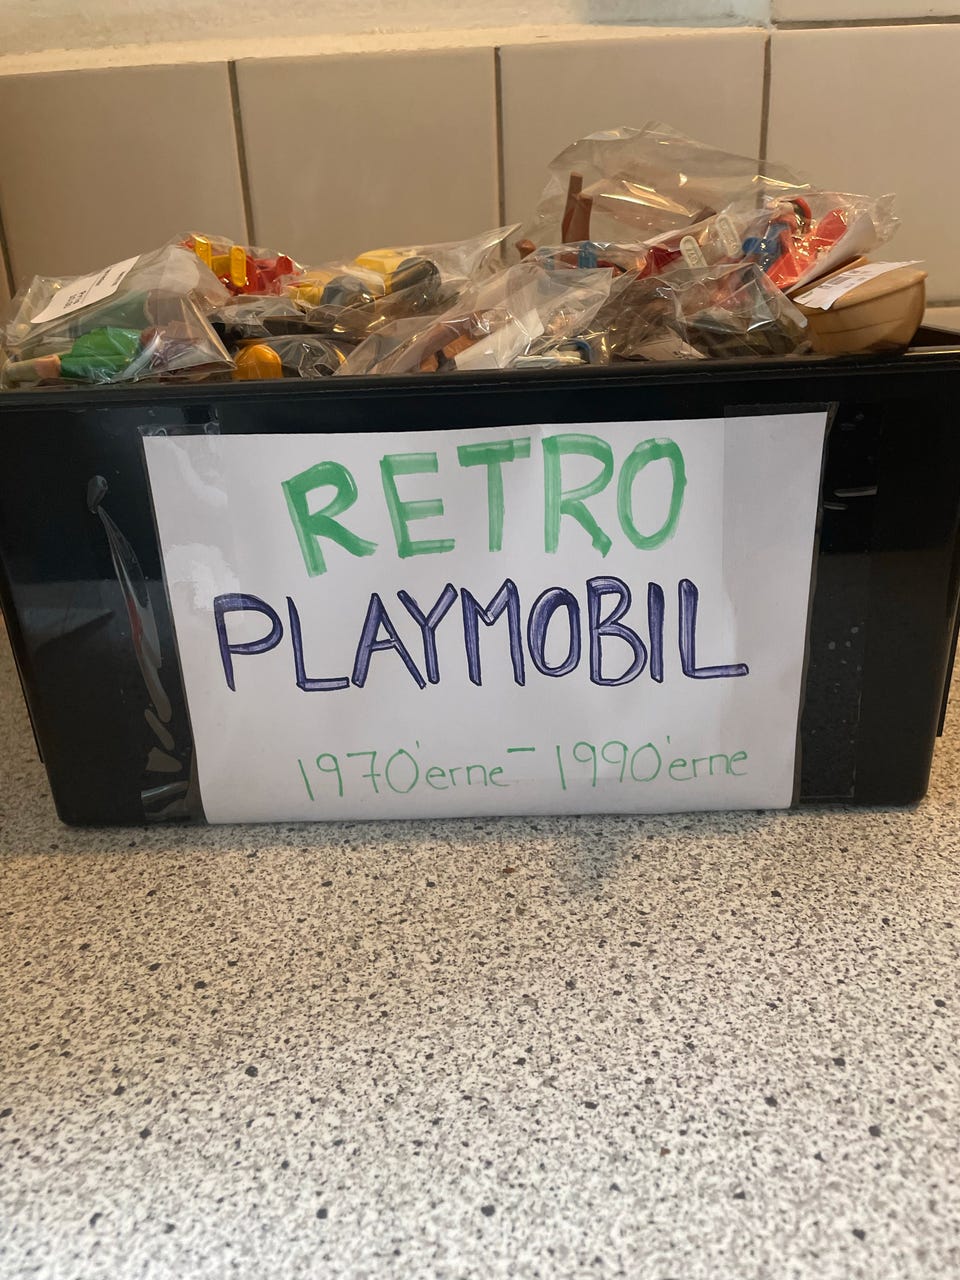 RETRO
PLAYMOBIL
1970'erne - 1990'erne